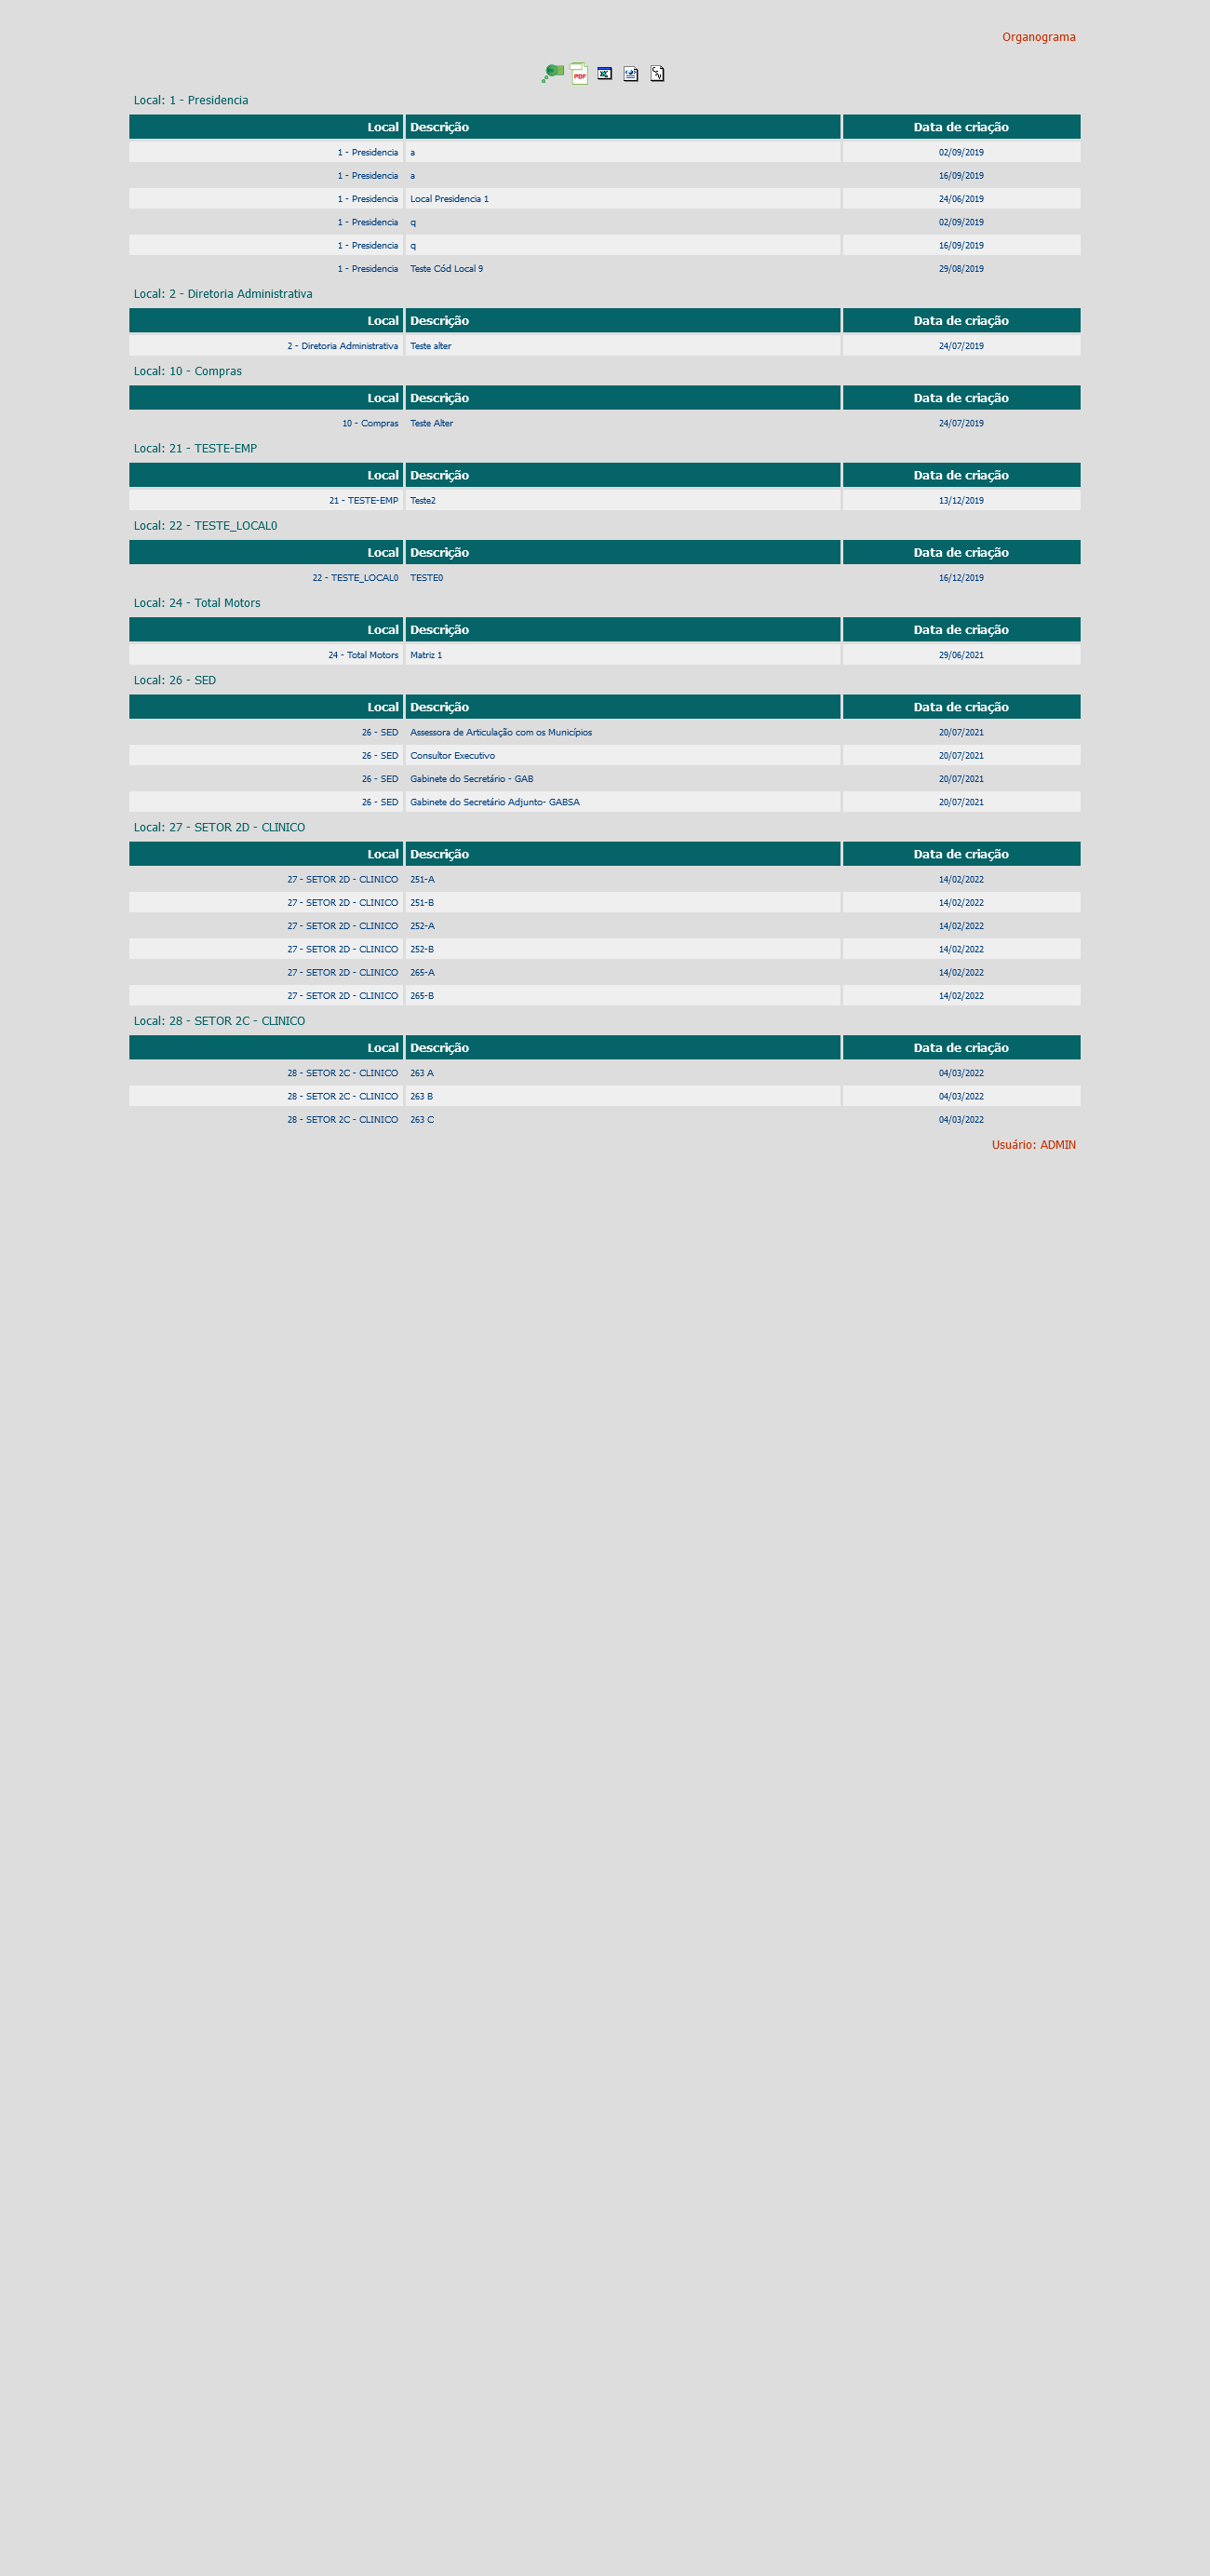 Organograma
PDF
Local: 1 - Presidencia
Local Descrição Data de criação
1 - Presidencia a 02/09/2019
1 - Presidencia a 16/09/2019
1 - Presidencia Local Presidencia 1 24/06/2019
1 - Presidencia q 02/09/2019
1 - Presidencia q 16/09/2019
1 - Presidencia Teste Cód Local 9 29/08/2019
Local: 2 - Diretoria Administrativa
Local Descrição Data de criação
2 - Diretoria Administrativa Teste alter 24/07/2019
Local: 10 - Compras
Local Descrição Data de criação
10 - Compras Teste Alter 24/07/2019
Local: 21 - TESTE-EMP
Local Descrição Data de criação
21 - TESTE-EMP Teste2 13/12/2019
Local: 22 - TESTE_LOCAL0
Local Descrição Data de criação
22 - TESTE_LOCAL0 TESTE0 16/12/2019
Local: 24 - Total Motors
Local Descrição Data de criação
24 - Total Motors Matriz 1 29/06/2021
Local: 26 - SED
Local Descrição Data de criação
26 - SED Assessora de Articulação com os Municípios 20/07/2021
26 - SED Consultor Executivo 20/07/2021
26 - SED Gabinete do Secretário - GAB 20/07/2021
26 - SED Gabinete do Secretário Adjunto- GABSA 20/07/2021
Local: 27 - SETOR 2D - CLINICO
Local Descrição Data de criação
27 - SETOR 2D - CLINICO 251-A 14/02/2022
27 - SETOR 2D - CLINICO 251-B 14/02/2022
27 - SETOR 2D - CLINICO 252-A 14/02/2022
27 - SETOR 2D - CLINICO 252-B 14/02/2022
27 - SETOR 2D - CLINICO 265-A 14/02/2022
27 - SETOR 2D - CLINICO 265-B 14/02/2022
Local: 28 - SETOR 2C - CLINICO
Local Descrição Data de criação
28 - SETOR 2C - CLINICO 263 A 04/03/2022
28 - SETOR 2C - CLINICO 263 B 04/03/2022
28 - SETOR 2C - CLINICO 263 C 04/03/2022
Usuário: ADMIN